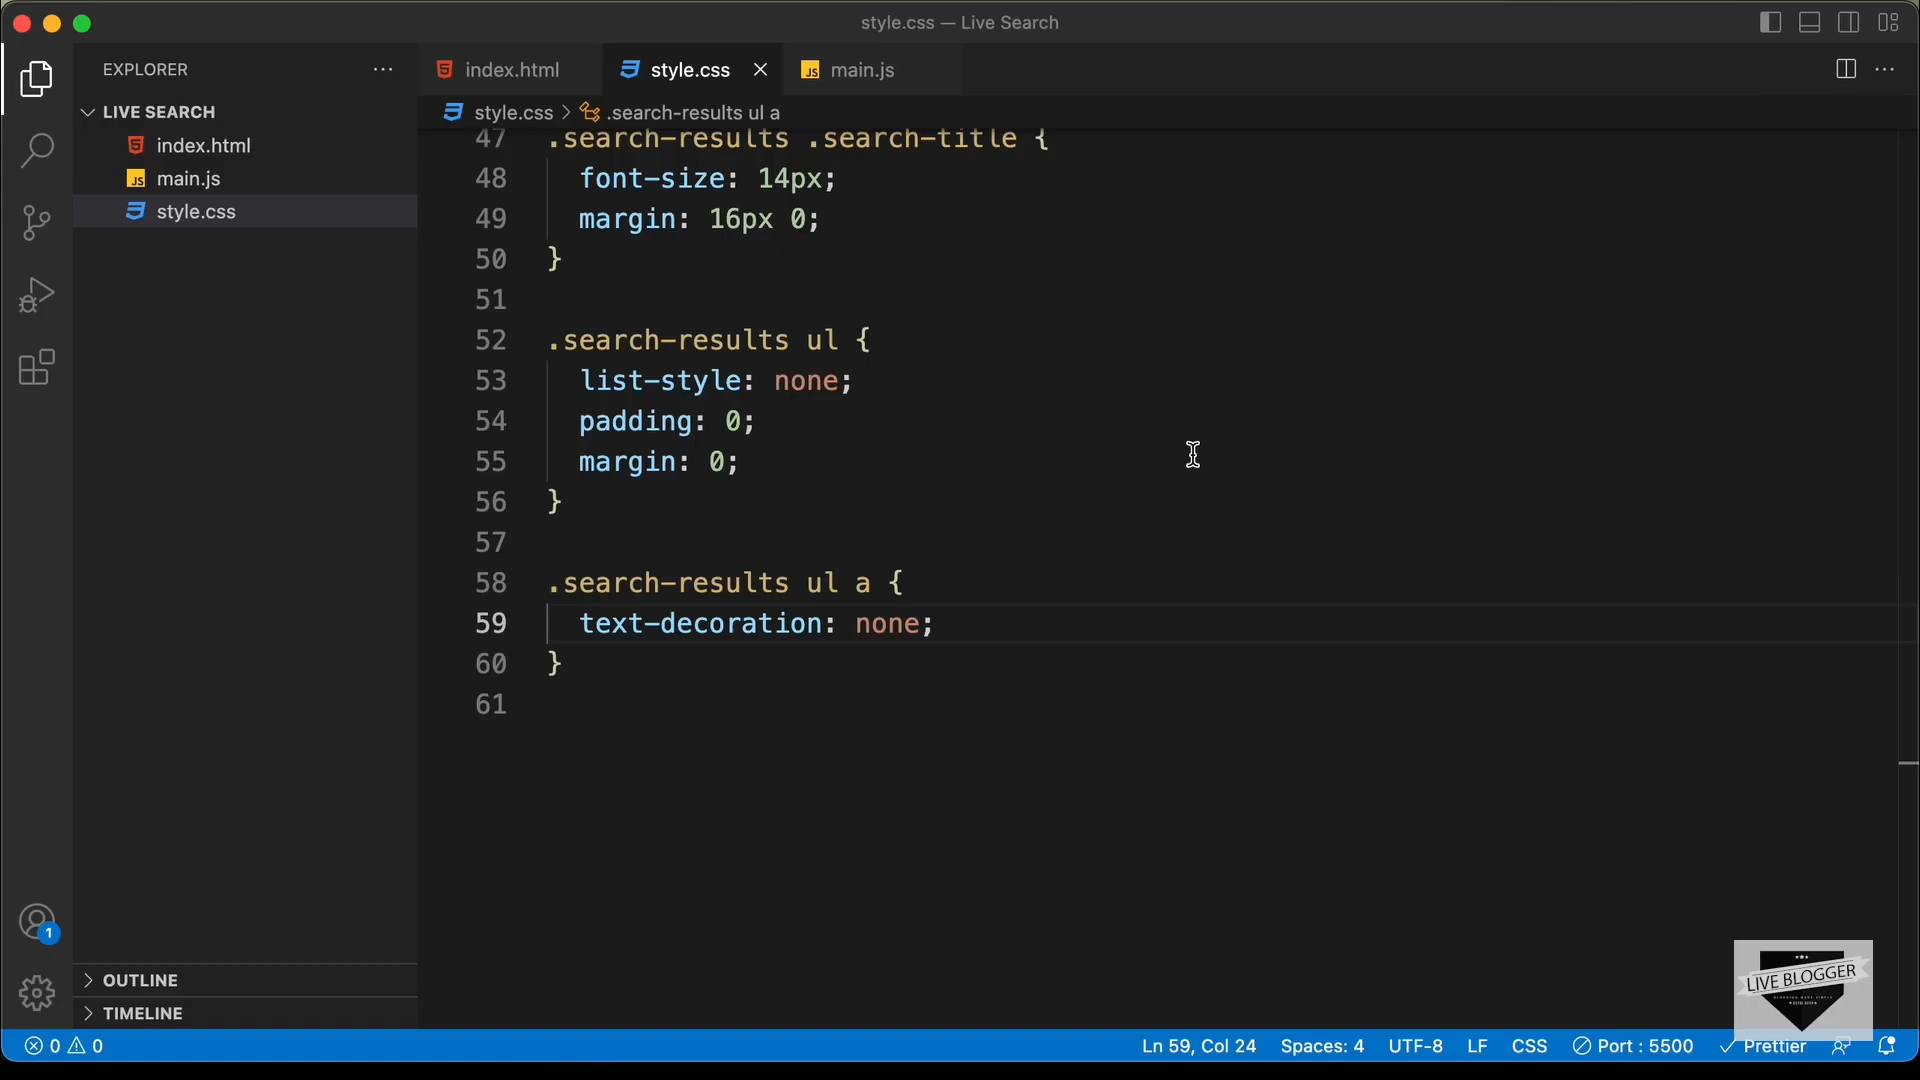 style.css — Live Search
EXPLORER
index.html
style.css
main.js
LIVE SEARCH
style.css > .search-results ul a
index.html
main.js
style.css
47 .search-results .search-title {
48 font-size: 14px;
49 margin: 16px 0;
50 }
51
52 .search-results ul {
53 list-style: none;
54 padding: 0;
55 margin: 0;
56 }
57
58 .search-results ul a {
59 text-decoration: none;
60 }
61
1
OUTLINE
TIMELINE
LIVE BLOGGER
0 0
Ln 59, Col 24 Spaces: 4 UTF-8 LF CSS Port : 5500 Prettier